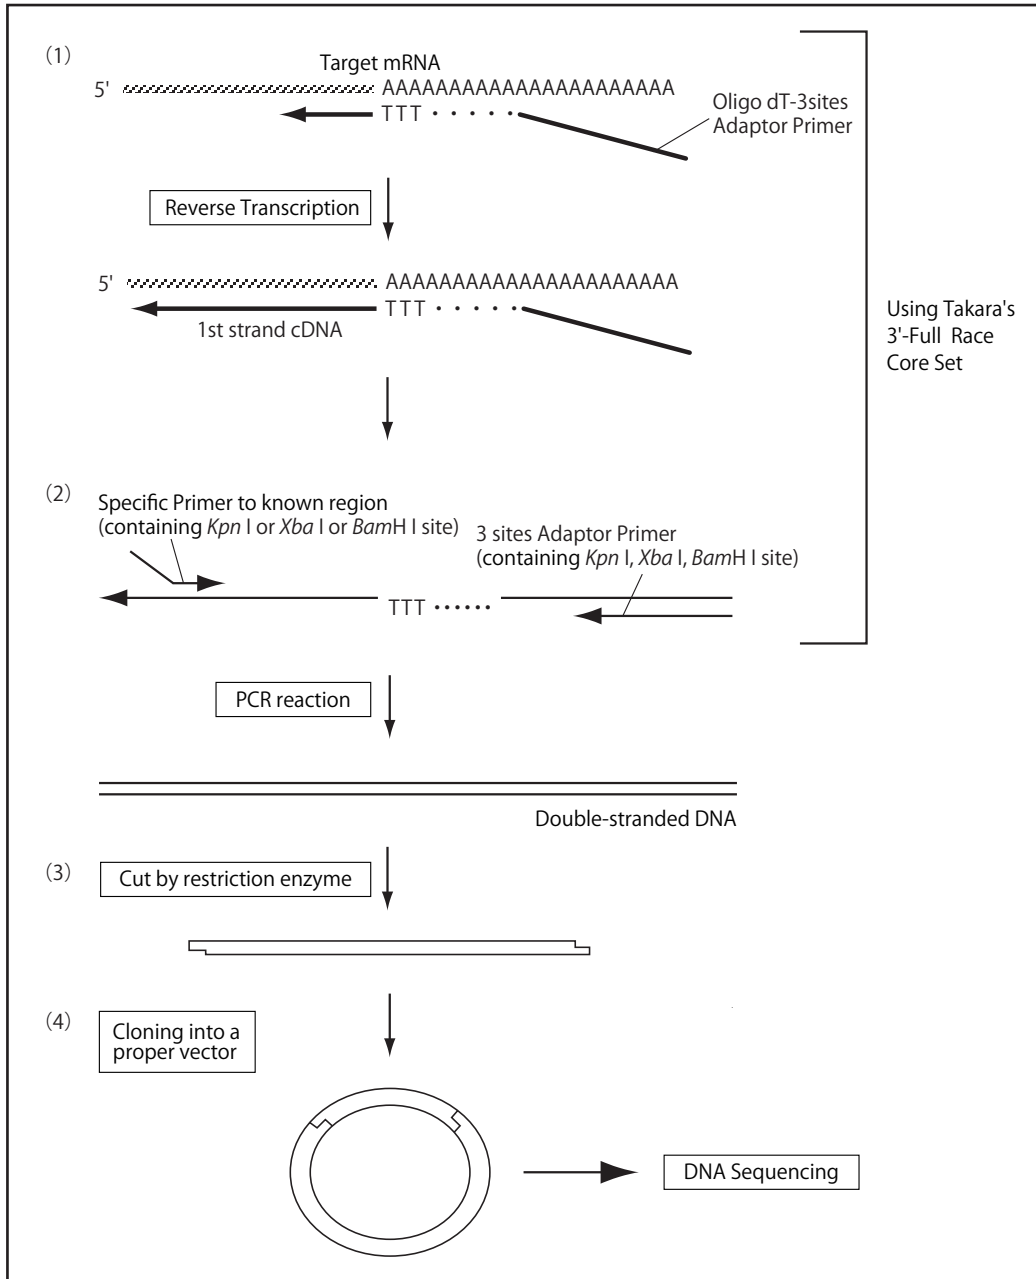 (1)
Target mRNA
5' AAAAAAAAAAAAAAAAAAAAAA
TTT · · · · ·
Oligo dT-3sites
Adaptor Primer
Reverse Transcription
5' AAAAAAAAAAAAAAAAAAAAAA
TTT · · · · ·
1st strand cDNA
Using Takara's
3'-Full Race
Core Set
(2)
Specific Primer to known region
(containing Kpn I or Xba I or BamH I site)
3 sites Adaptor Primer
(containing Kpn I, Xba I, BamH I site)
TTT ······
PCR reaction
Double-stranded DNA
(3)
Cut by restriction enzyme
(4)
Cloning into a
proper vector
DNA Sequencing